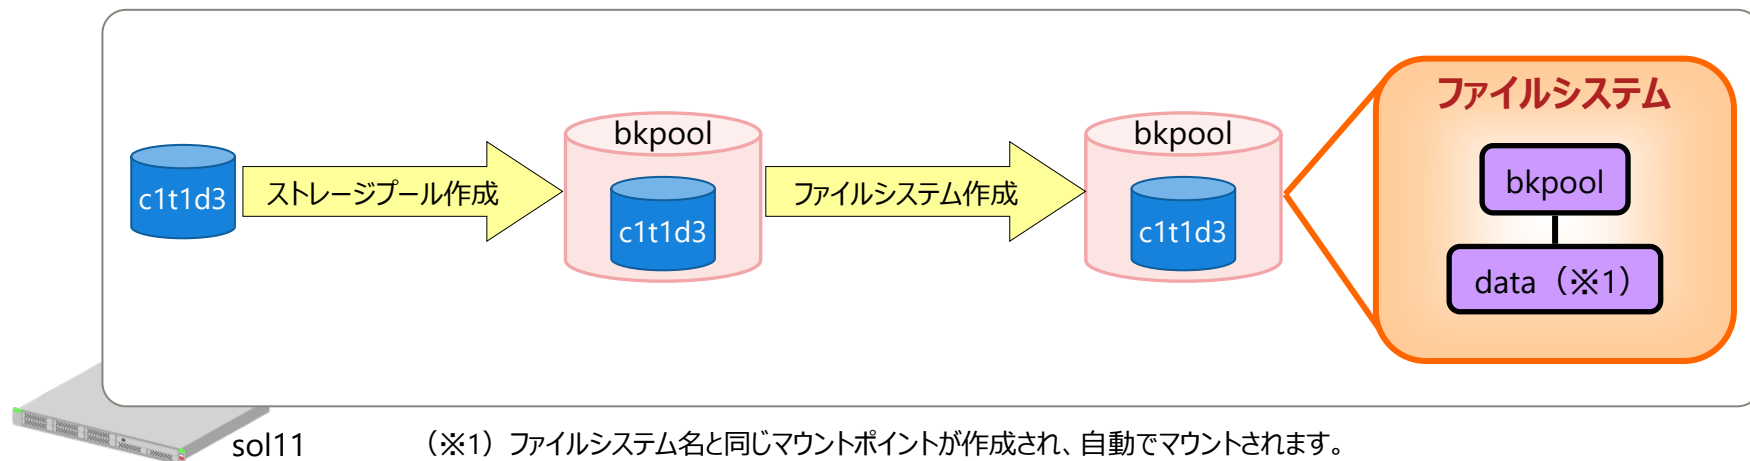 c1t1d3
ストレージプール作成
bkpool
c1t1d3
ファイルシステム作成
bkpool
c1t1d3
ファイルシステム
bkpool
data（※1）
sol11
（※1）ファイルシステム名と同じマウントポイントが作成され、自動でマウントされます。